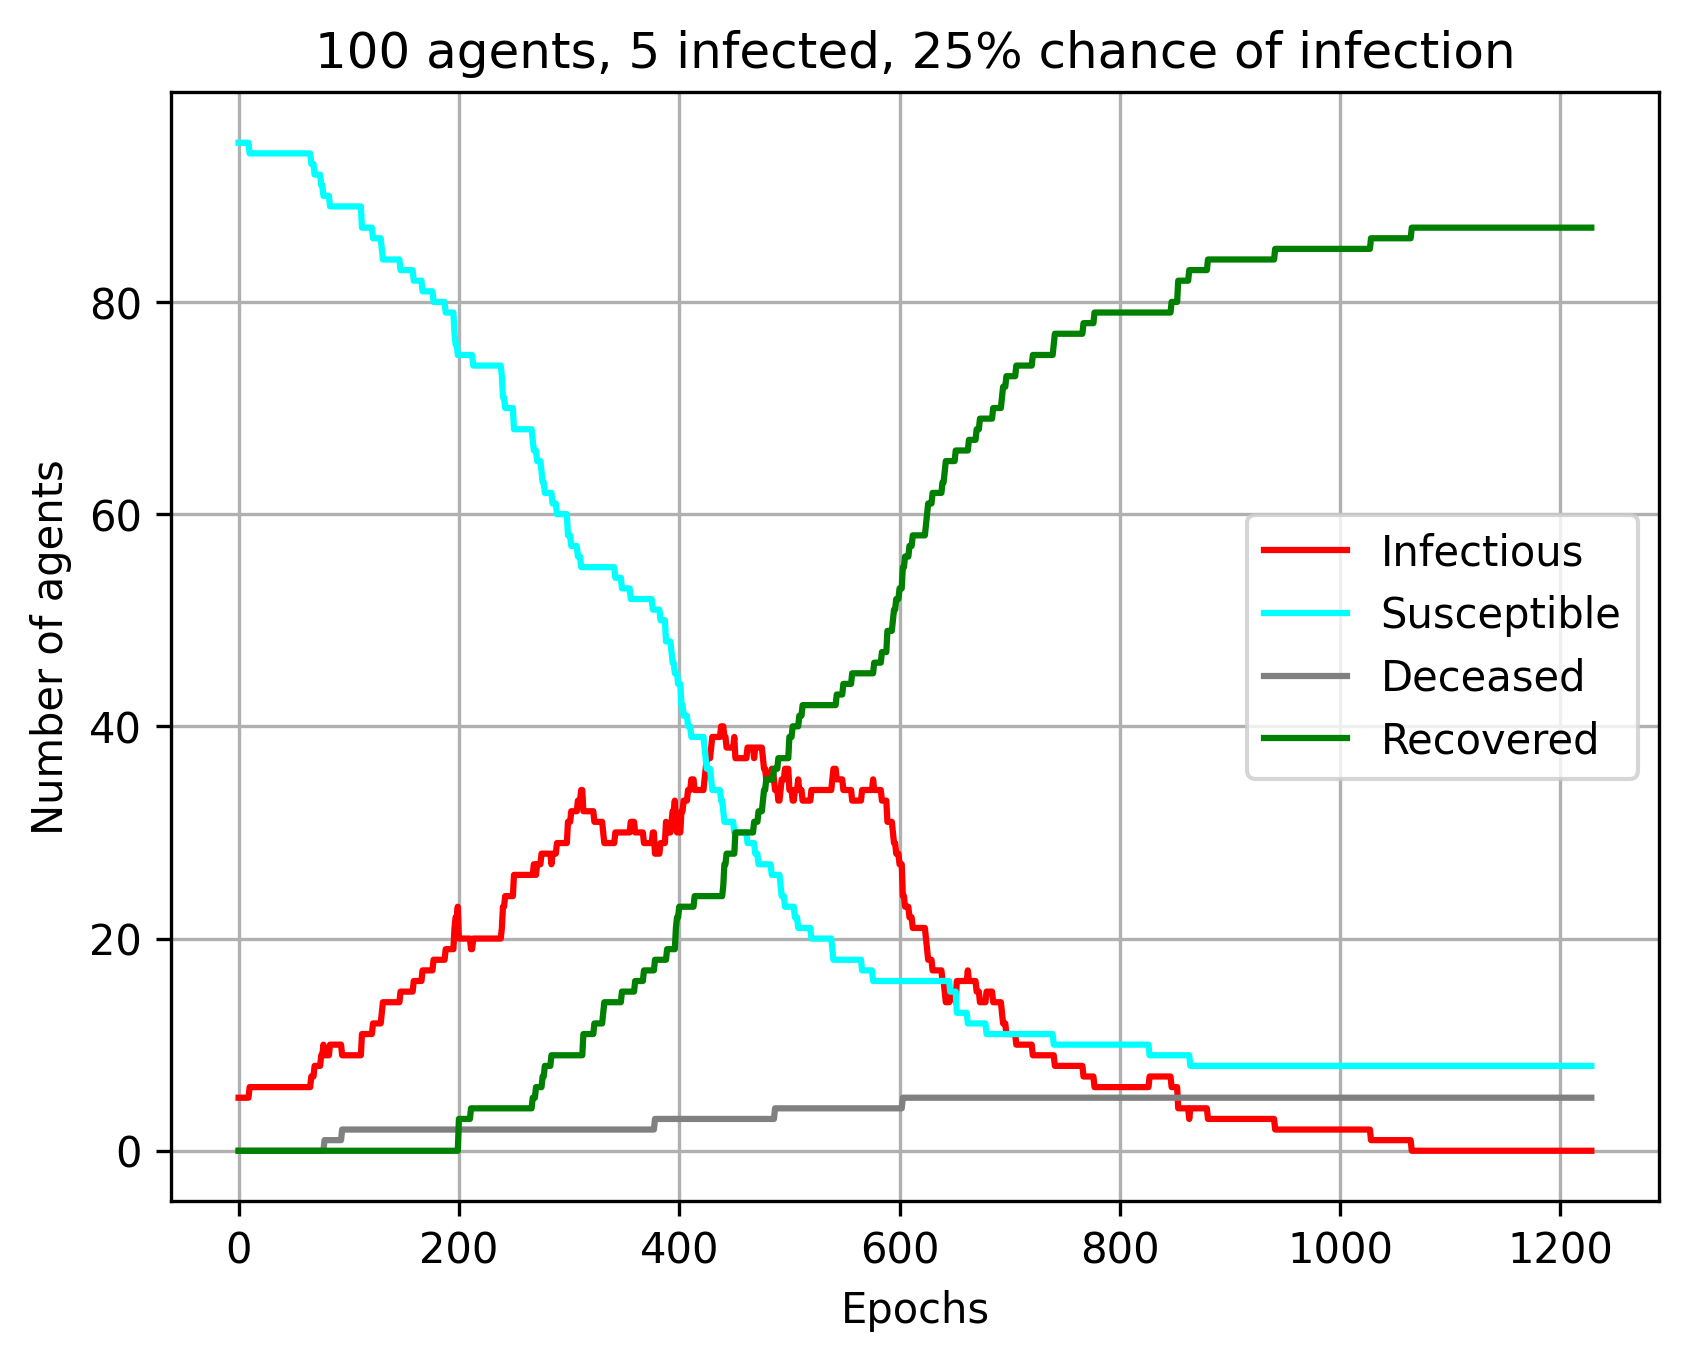 100 agents, 5 infected, 25% chance of infection
Number of agents
80
60
40
20
0
Infectious
Susceptible
Deceased
Recovered
0 200 400 600 800 1000 1200
Epochs